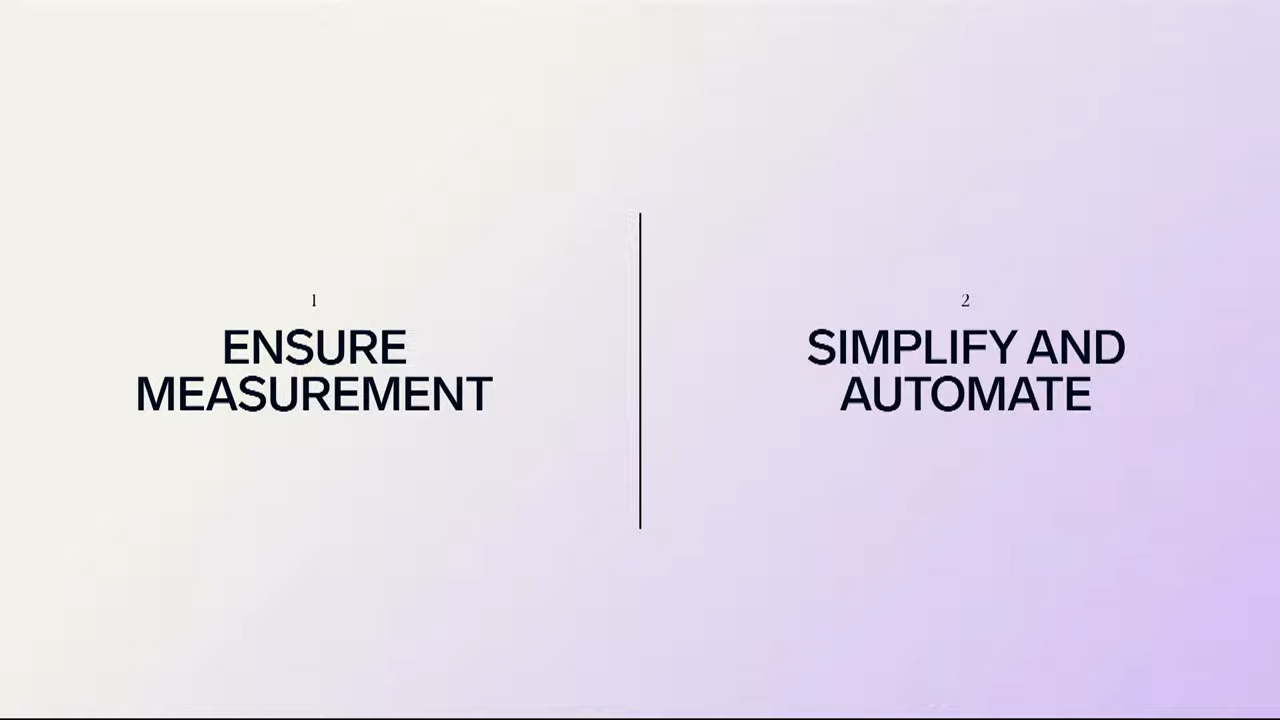 1
ENSURE
MEASUREMENT
2
SIMPLIFY AND
AUTOMATE